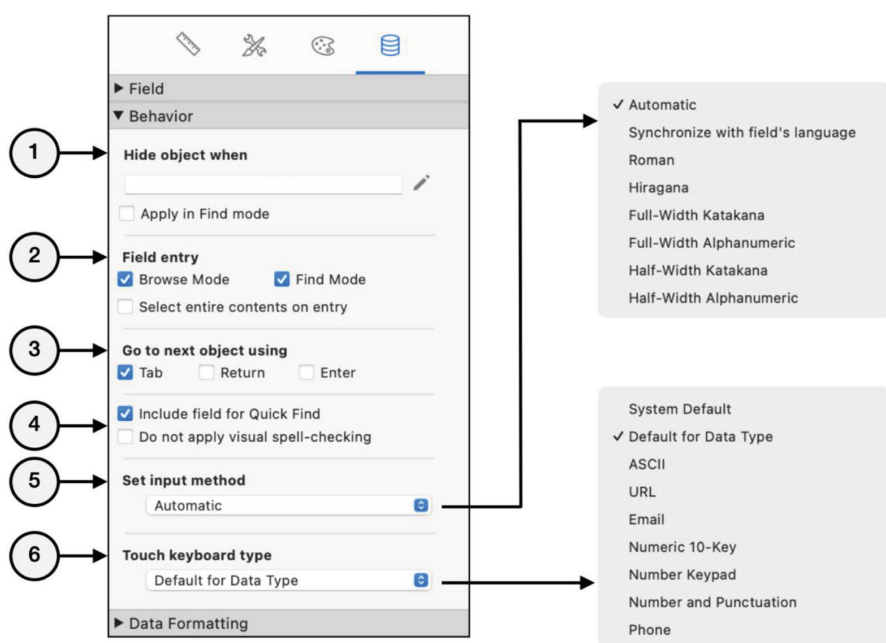 Field
Behavior
1
Hide object when
Apply in Find mode
2
Field entry
Browse Mode Find Mode
Select entire contents on entry
3
Go to next object using
Tab Return Enter
4
Include field for Quick Find
Do not apply visual spell-checking
5
Set input method
Automatic
6
Touch keyboard type
Default for Data Type
Data Formatting
✓ Automatic
Synchronize with field's language
Roman
Hiragana
Full-Width Katakana
Full-Width Alphanumeric
Half-Width Katakana
Half-Width Alphanumeric
System Default
✓ Default for Data Type
ASCII
URL
Email
Numeric 10-Key
Number Keypad
Number and Punctuation
Phone